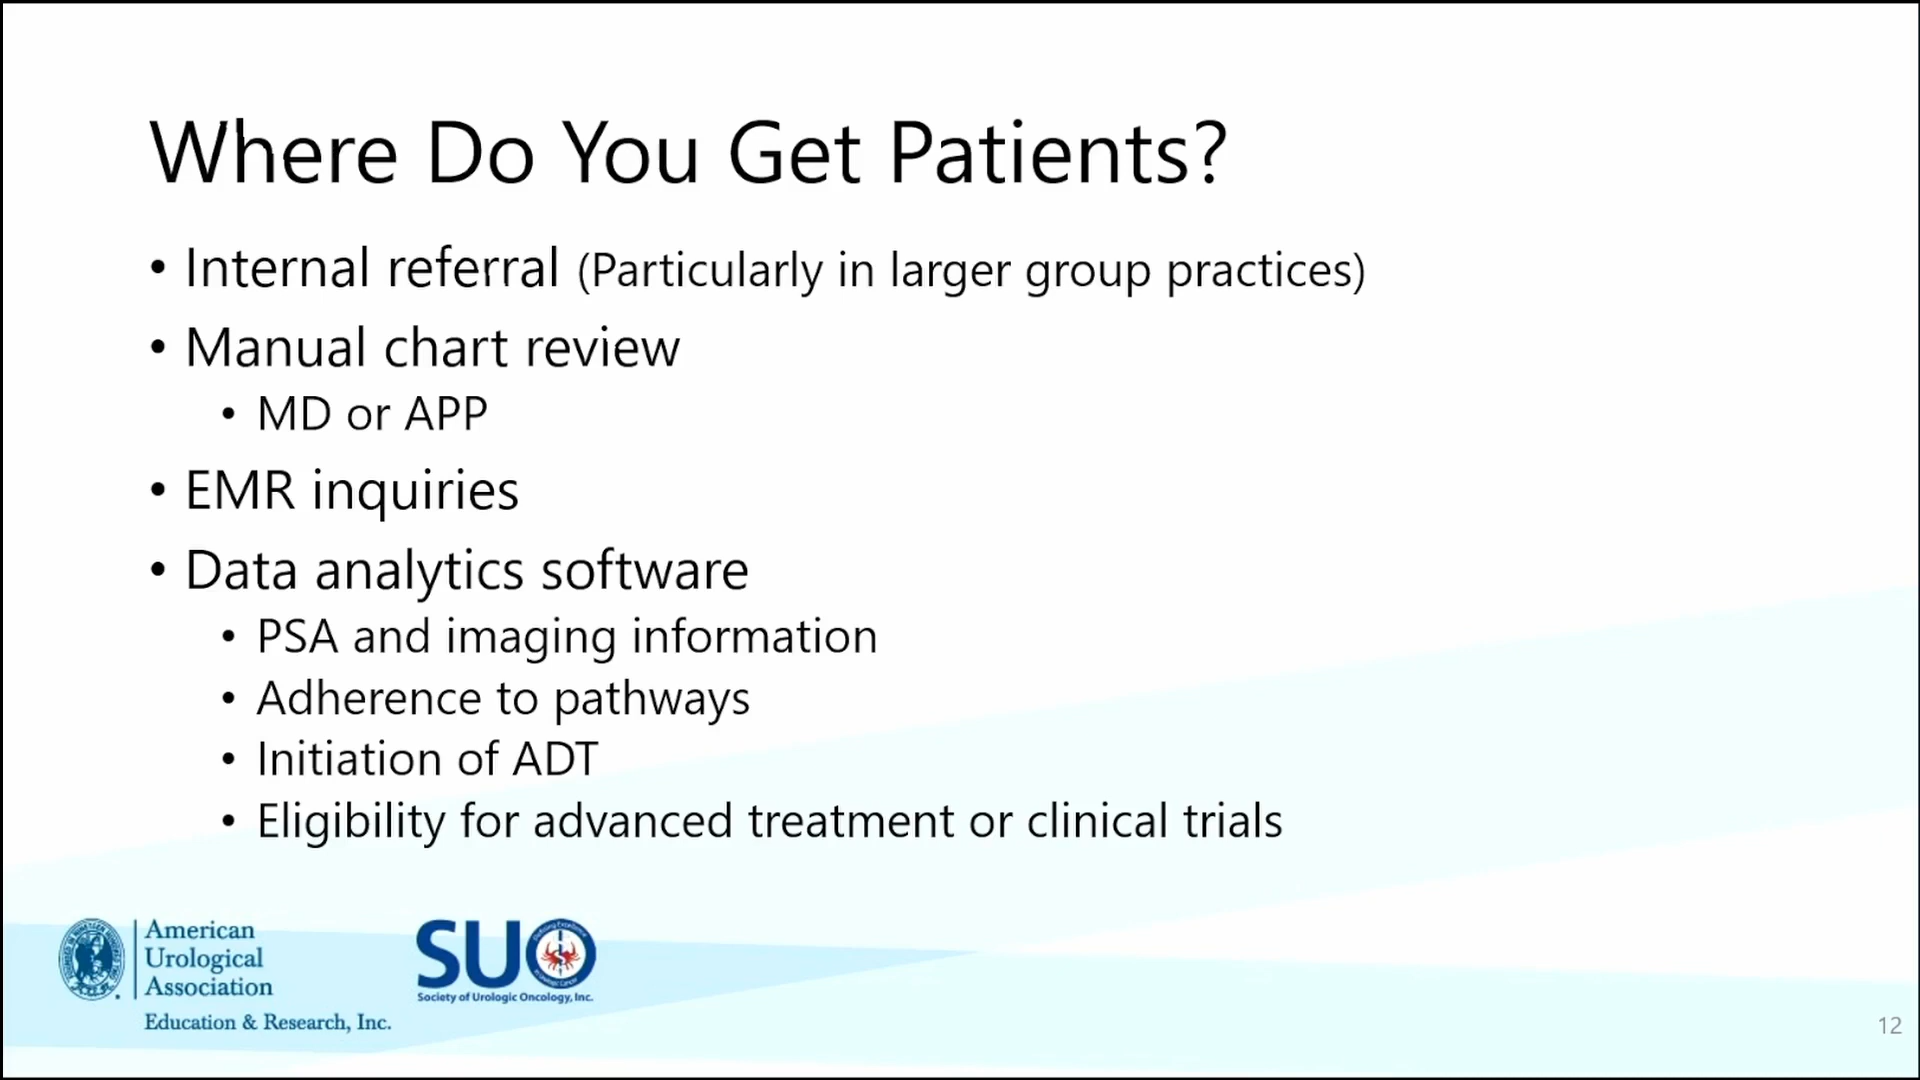 Where Do You Get Patients?
• Internal referral (Particularly in larger group practices)
• Manual chart review
• MD or APP
• EMR inquiries
• Data analytics software
• PSA and imaging information
• Adherence to pathways
• Initiation of ADT
• Eligibility for advanced treatment or clinical trials
American
Urological
Association
Education & Research, Inc.
SUO
Society of Urologic Oncology, Inc.
12